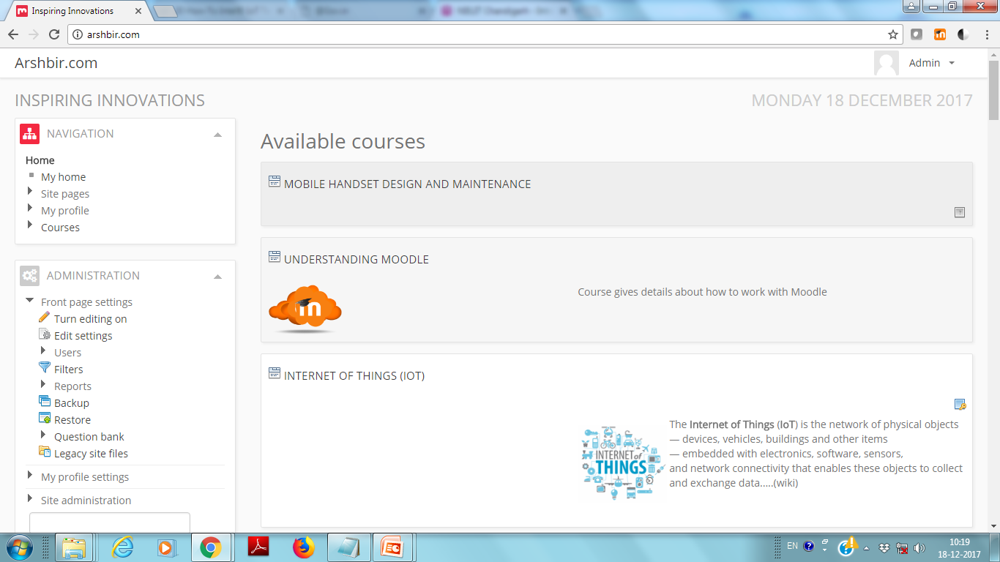 Inspiring Innovations
arshbir.com
Arshbir.com
Admin
INSPIRING INNOVATIONS
MONDAY 18 DECEMBER 2017
NAVIGATION
Home
My home
Site pages
My profile
Courses
ADMINISTRATION
Front page settings
Turn editing on
Edit settings
Users
Filters
Reports
Backup
Restore
Question bank
Legacy site files
My profile settings
Site administration
Available courses
MOBILE HANDSET DESIGN AND MAINTENANCE
UNDERSTANDING MOODLE
Course gives details about how to work with Moodle
INTERNET OF THINGS (IOT)
INTERNET of
THINGS
The Internet of Things (IoT) is the network of physical objects
— devices, vehicles, buildings and other items
— embedded with electronics, software, sensors,
and network connectivity that enables these objects to collect
and exchange data.....(wiki)
EN
10:19
18-12-2017